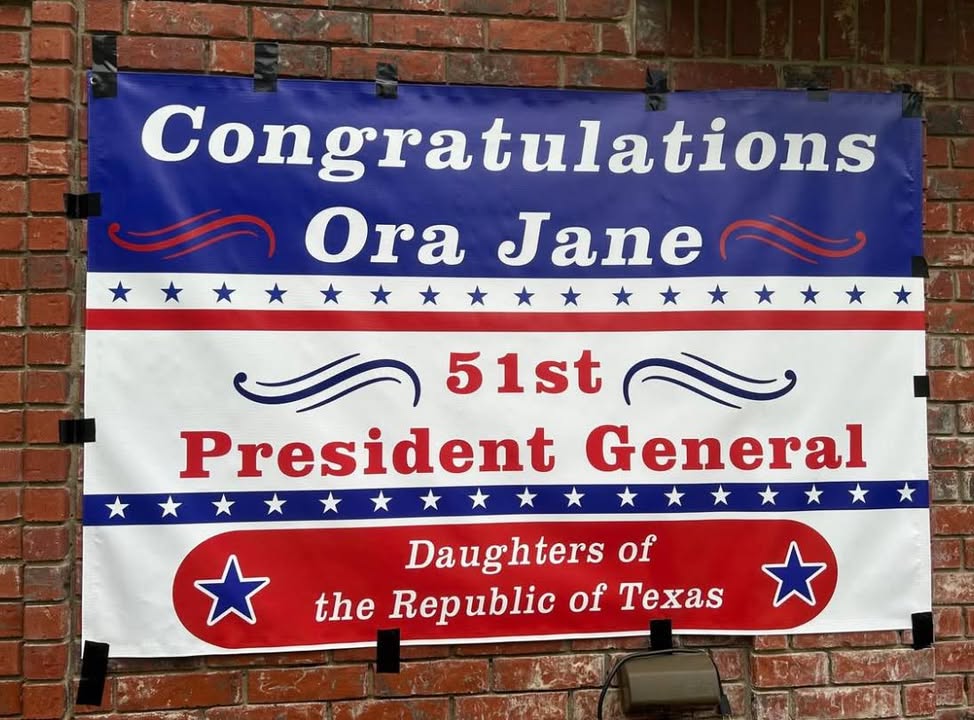 Congratulations
Ora Jane
51st
President General
Daughters of
the Republic of Texas